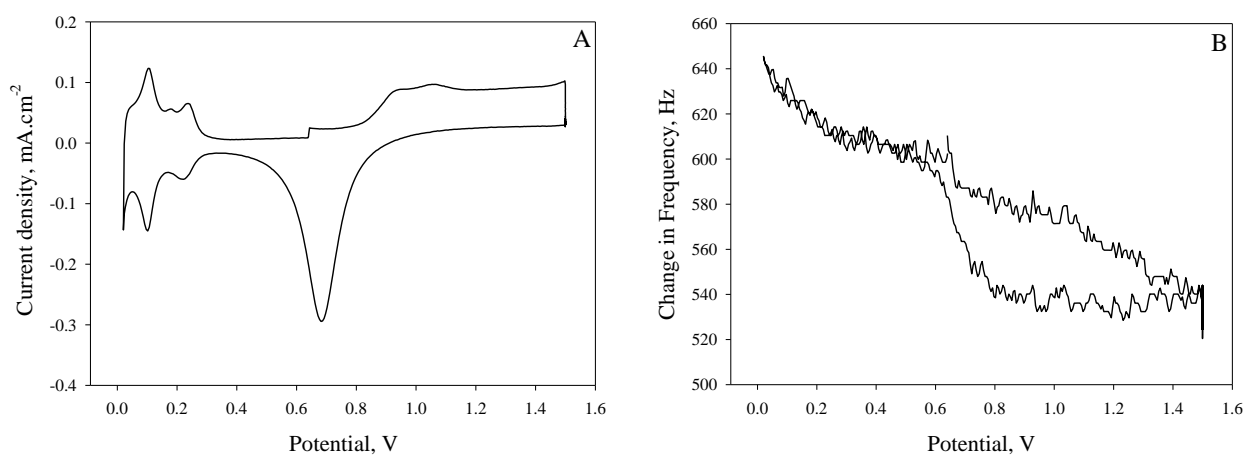 A
Current density, mA.cm-2
0.2
0.1
0.0
-0.1
-0.2
-0.3
-0.4
0.0 0.2 0.4 0.6 0.8 1.0 1.2 1.4 1.6
Potential, V
B
Change in Frequency, Hz
660
640
620
600
580
560
540
520
500
0.0 0.2 0.4 0.6 0.8 1.0 1.2 1.4 1.6
Potential, V